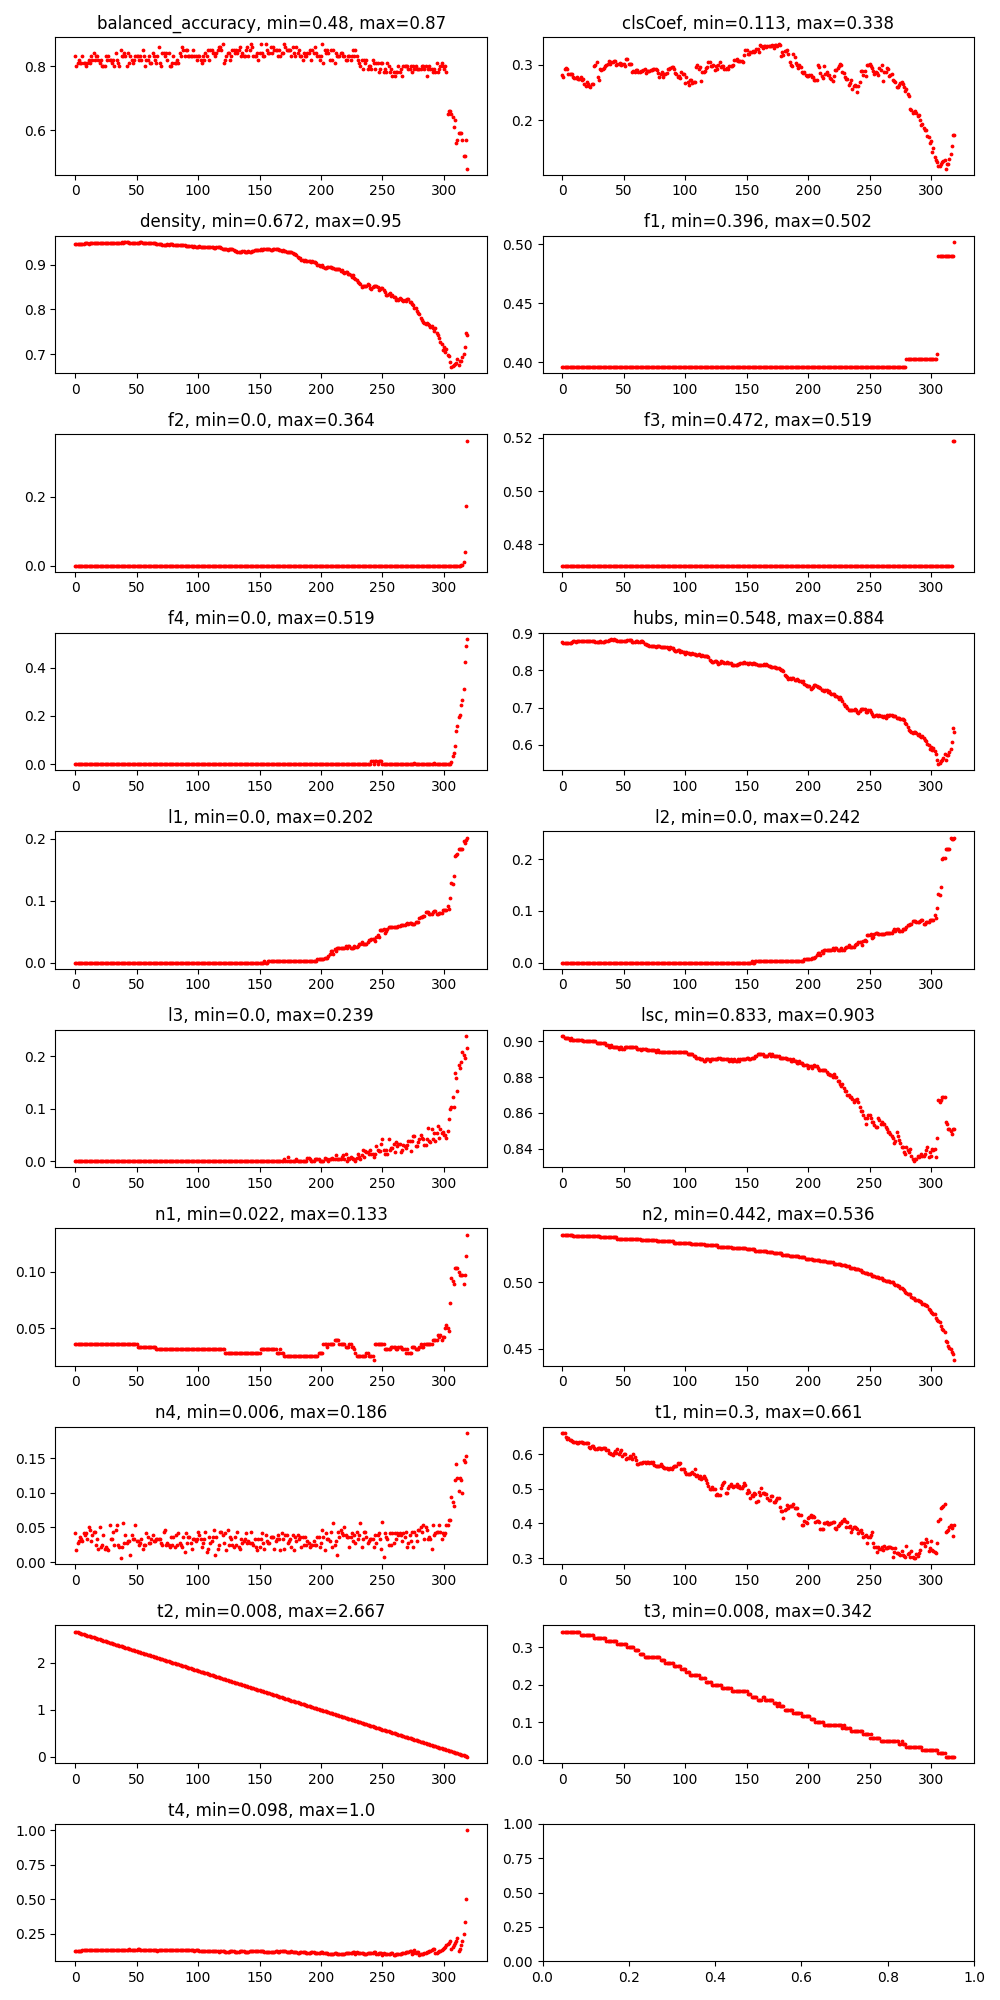 balanced_accuracy, min=0.48, max=0.87
clsCoef, min=0.113, max=0.338
0.8
0.6
0 50 100 150 200 250 300
0.3
0.2
0 50 100 150 200 250 300
density, min=0.672, max=0.95
f1, min=0.396, max=0.502
0.9
0.8
0.7
0 50 100 150 200 250 300
0.50
0.45
0.40
0 50 100 150 200 250 300
f2, min=0.0, max=0.364
f3, min=0.472, max=0.519
0.2
0.0
0 50 100 150 200 250 300
0.52
0.50
0.48
0 50 100 150 200 250 300
f4, min=0.0, max=0.519
hubs, min=0.548, max=0.884
0.4
0.2
0.0
0 50 100 150 200 250 300
0.9
0.8
0.7
0.6
0 50 100 150 200 250 300
l1, min=0.0, max=0.202
l2, min=0.0, max=0.242
0.2
0.1
0.0
0 50 100 150 200 250 300
0.2
0.1
0.0
0 50 100 150 200 250 300
l3, min=0.0, max=0.239
lsc, min=0.833, max=0.903
0.2
0.1
0.0
0 50 100 150 200 250 300
0.90
0.88
0.86
0.84
0 50 100 150 200 250 300
n1, min=0.022, max=0.133
n2, min=0.442, max=0.536
0.10
0.05
0 50 100 150 200 250 300
0.50
0.45
0 50 100 150 200 250 300
n4, min=0.006, max=0.186
t1, min=0.3, max=0.661
0.15
0.10
0.05
0.00
0 50 100 150 200 250 300
0.6
0.5
0.4
0.3
0 50 100 150 200 250 300
t2, min=0.008, max=2.667
t3, min=0.008, max=0.342
2
1
0
0 50 100 150 200 250 300
0.3
0.2
0.1
0.0
0 50 100 150 200 250 300
t4, min=0.098, max=1.0
1.00
0.75
0.50
0.25
0 50 100 150 200 250 300
1.00
0.75
0.50
0.25
0.00
0.0 0.2 0.4 0.6 0.8 1.0